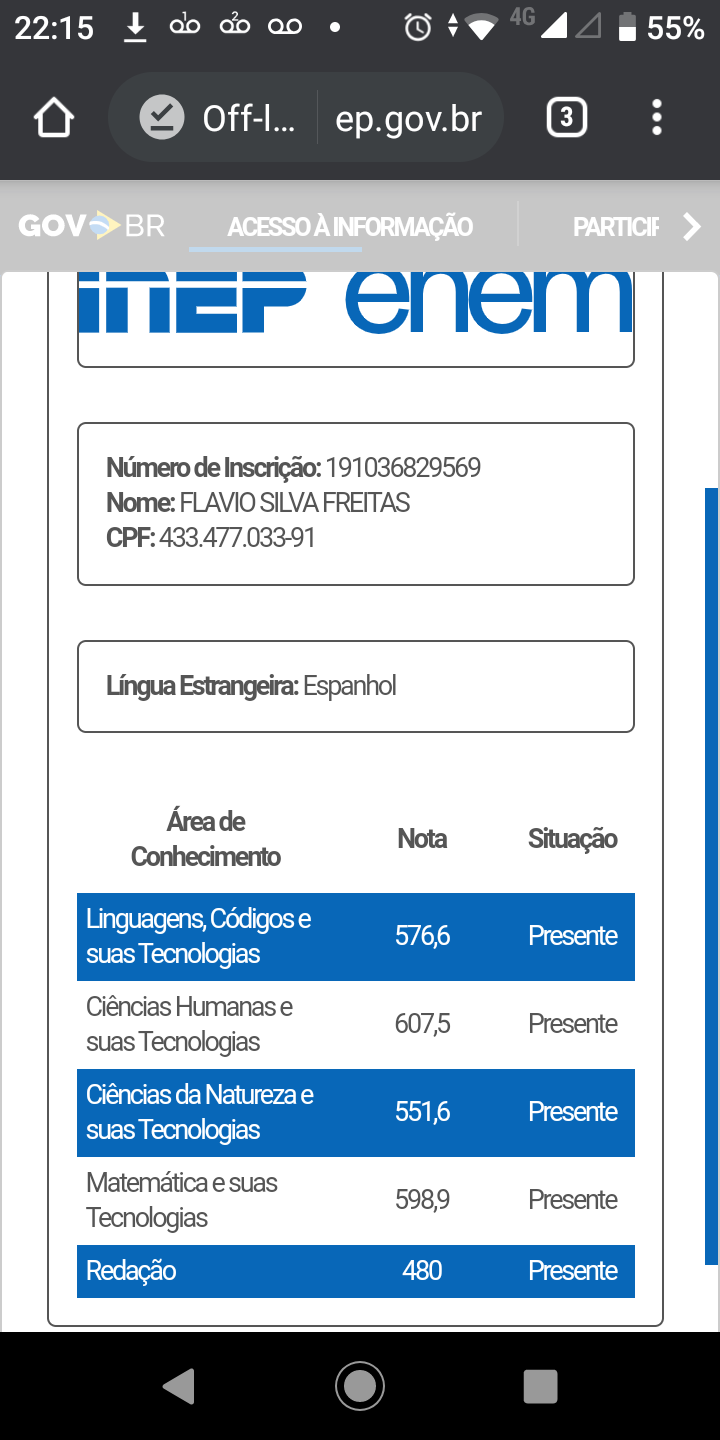 22:15 4G 55%
Off-l... ep.gov.br 3
GOV BR ACESSO À INFORMAÇÃO PARTICIP
inep enem
Número de Inscrição: 191036829569
Nome: FLAVIO SILVA FREITAS
CPF: 433.477.033-91
Língua Estrangeira: Espanhol
Área de
Conhecimento Nota Situação
Linguagens, Códigos e
suas Tecnologias 576,6 Presente
Ciências Humanas e
suas Tecnologias 607,5 Presente
Ciências da Natureza e
suas Tecnologias 551,6 Presente
Matemática e suas
Tecnologias 598,9 Presente
Redação 480 Presente